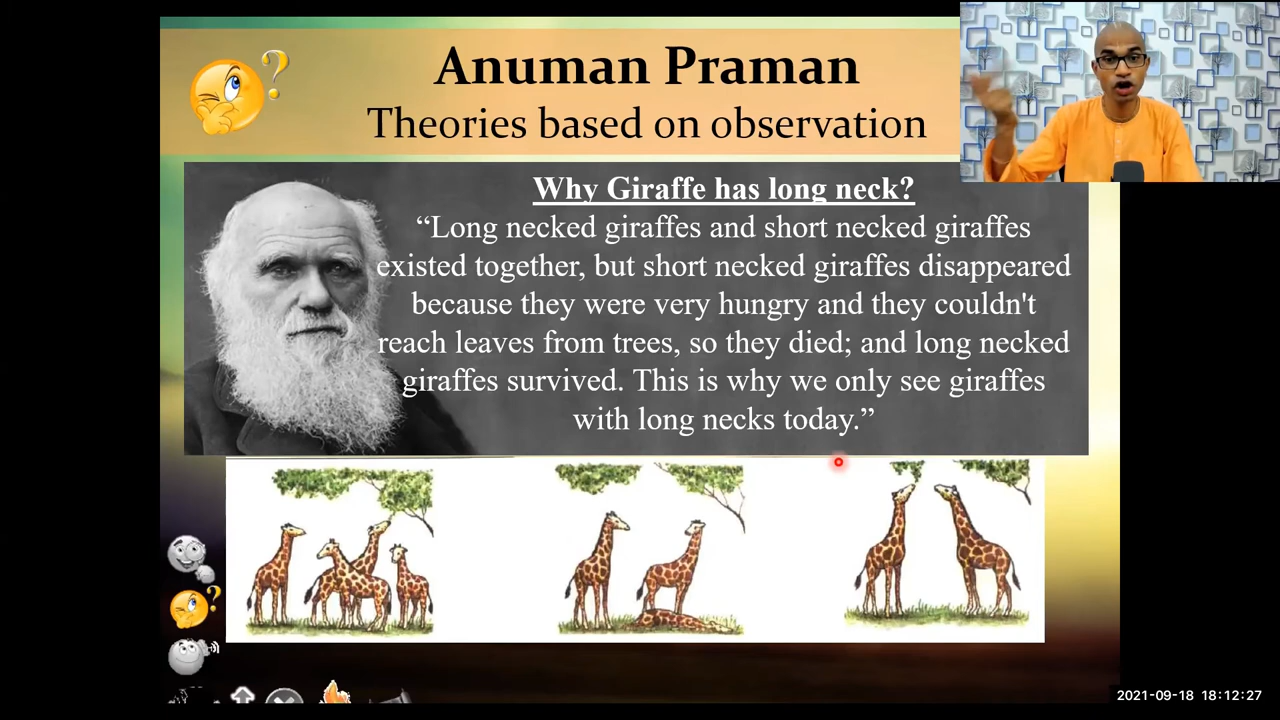 Anuman Praman
Theories based on observation
Why Giraffe has long neck?
“Long necked giraffes and short necked giraffes
existed together, but short necked giraffes disappeared
because they were very hungry and they couldn't
reach leaves from trees, so they died; and long necked
giraffes survived. This is why we only see giraffes
with long necks today.”
2021-09-18 18:12:27